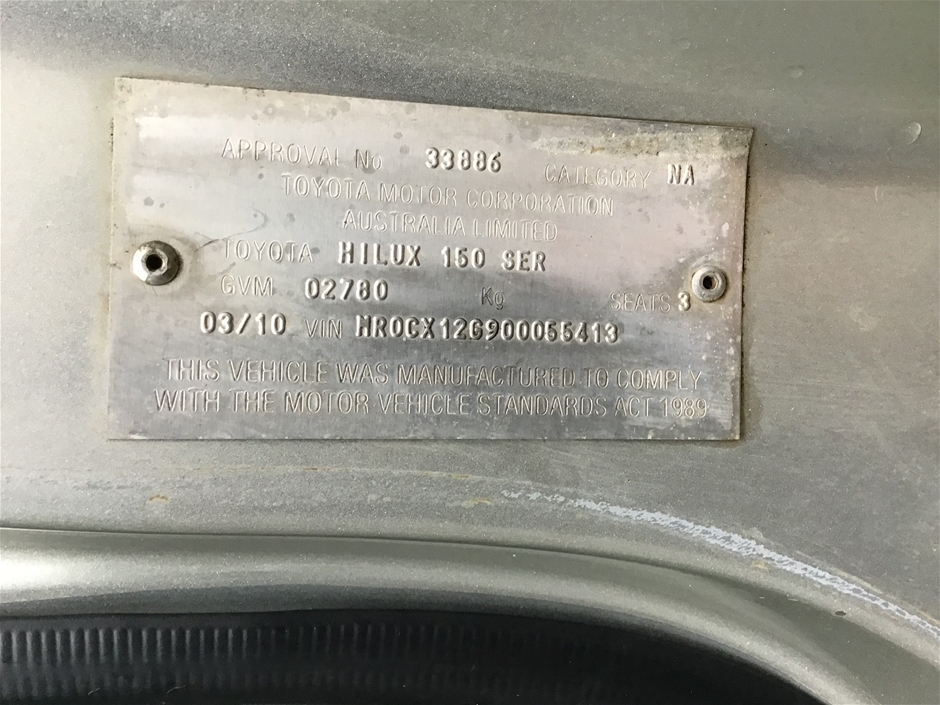 APPROVAL No 33886 CATEGORY NA
TOYOTA MOTOR CORPORATION
AUSTRALIA LIMITED
TOYOTA HILUX 150 SER
GVM 02780 Kg SEATS 3
03/10 VIN MR0CX12G900055413
THIS VEHICLE WAS MANUFACTURED TO COMPLY
WITH THE MOTOR VEHICLE STANDARDS ACT 1989